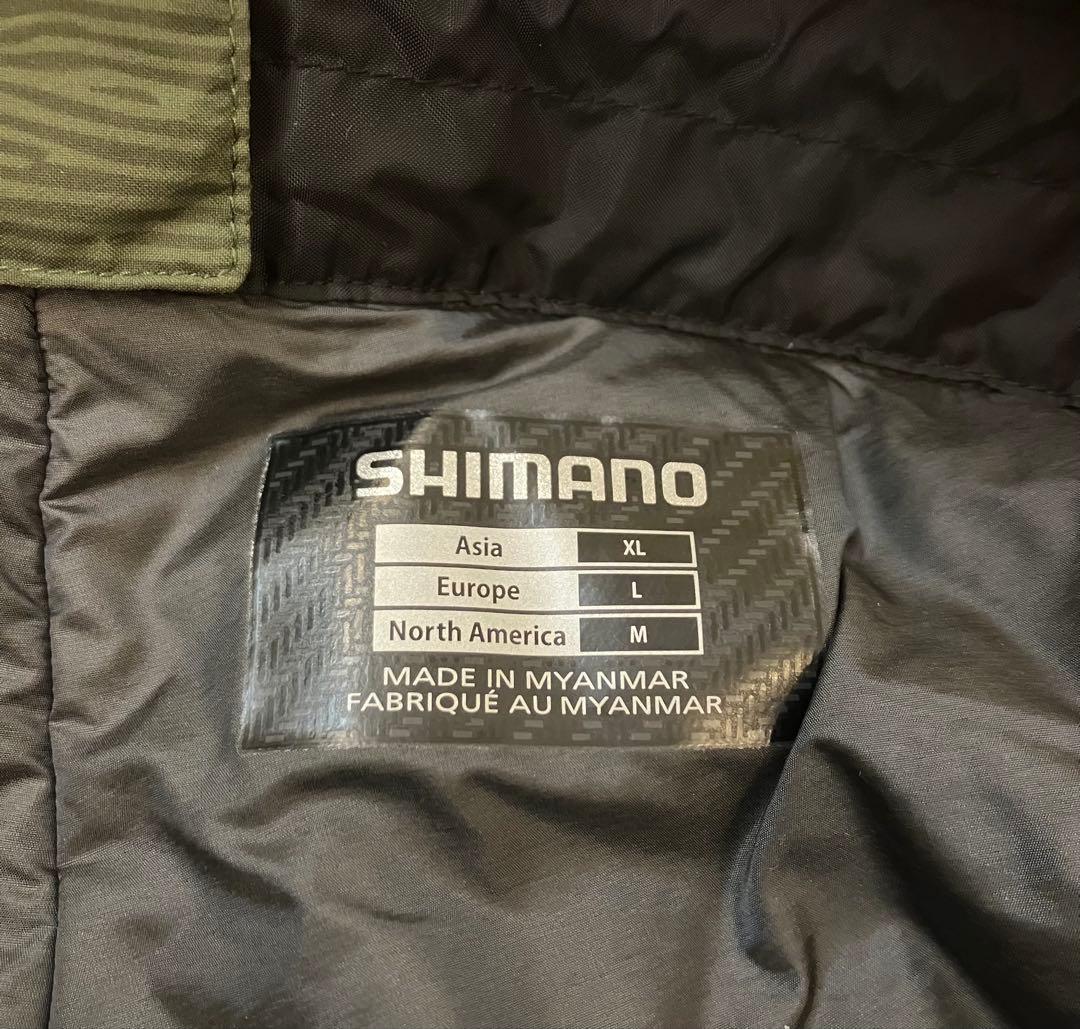 SHIMANO
Asia XL
Europe L
North America M
MADE IN MYANMAR
FABRIQUÉ AU MYANMAR